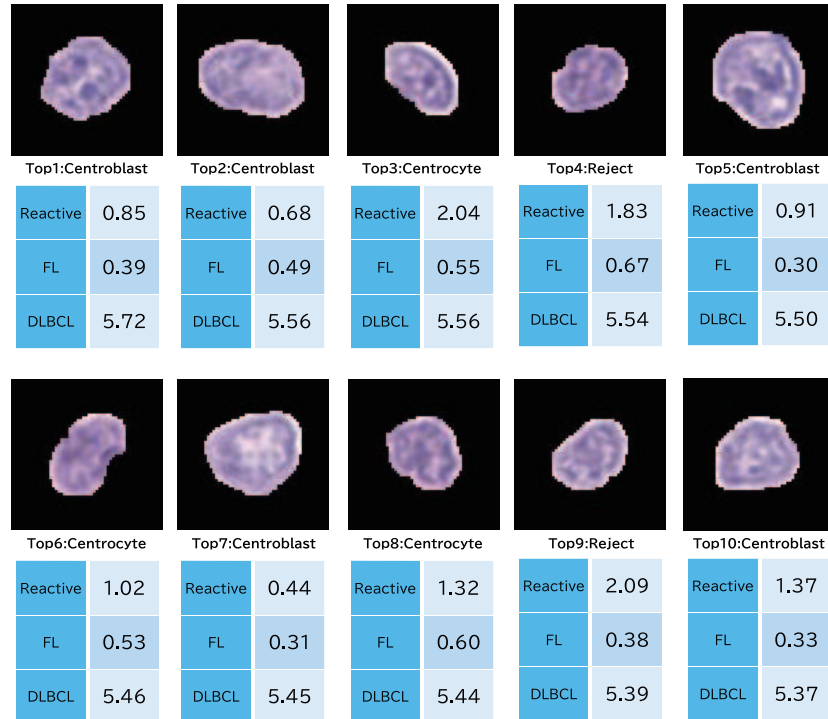 Top1:Centroblast Top2:Centroblast Top3:Centrocyte Top4:Reject Top5:Centroblast
Reactive 0.85 Reactive 0.68 Reactive 2.04 Reactive 1.83 Reactive 0.91
FL 0.39 FL 0.49 FL 0.55 FL 0.67 FL 0.30
DLBCL 5.72 DLBCL 5.56 DLBCL 5.56 DLBCL 5.54 DLBCL 5.50
Top6:Centrocyte Top7:Centroblast Top8:Centrocyte Top9:Reject Top10:Centroblast
Reactive 1.02 Reactive 0.44 Reactive 1.32 Reactive 2.09 Reactive 1.37
FL 0.53 FL 0.31 FL 0.60 FL 0.38 FL 0.33
DLBCL 5.46 DLBCL 5.45 DLBCL 5.44 DLBCL 5.39 DLBCL 5.37